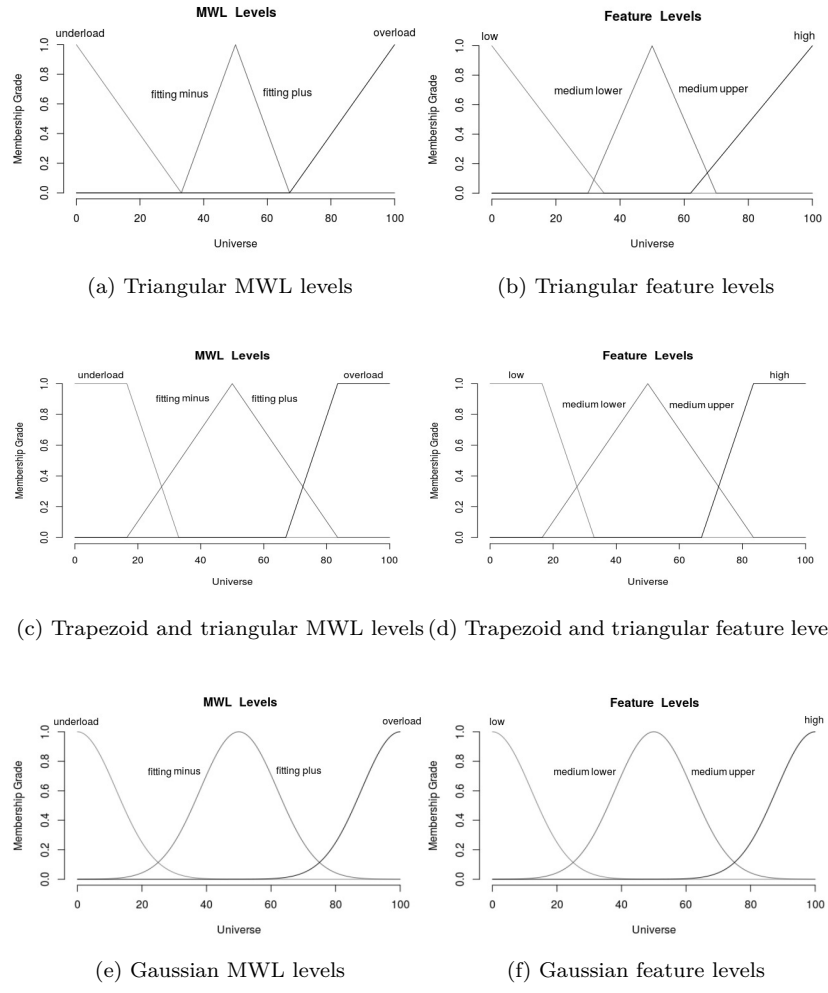 MWL Levels
underload
overload
fitting minus
fitting plus
Membership Grade
0.0 0.2 0.4 0.6 0.8 1.0
0 20 40 60 80 100
Universe
(a) Triangular MWL levels
Feature Levels
low
high
medium lower
medium upper
Membership Grade
0.0 0.2 0.4 0.6 0.8 1.0
0 20 40 60 80 100
Universe
(b) Triangular feature levels
MWL Levels
underload
overload
fitting minus
fitting plus
Membership Grade
0.0 0.2 0.4 0.6 0.8 1.0
0 20 40 60 80 100
Universe
(c) Trapezoid and triangular MWL levels
Feature Levels
low
high
medium lower
medium upper
Membership Grade
0.0 0.2 0.4 0.6 0.8 1.0
0 20 40 60 80 100
Universe
(d) Trapezoid and triangular feature leve
MWL Levels
underload
overload
fitting minus
fitting plus
Membership Grade
0.0 0.2 0.4 0.6 0.8 1.0
0 20 40 60 80 100
Universe
(e) Gaussian MWL levels
Feature Levels
low
high
medium lower
medium upper
Membership Grade
0.0 0.2 0.4 0.6 0.8 1.0
0 20 40 60 80 100
Universe
(f) Gaussian feature levels